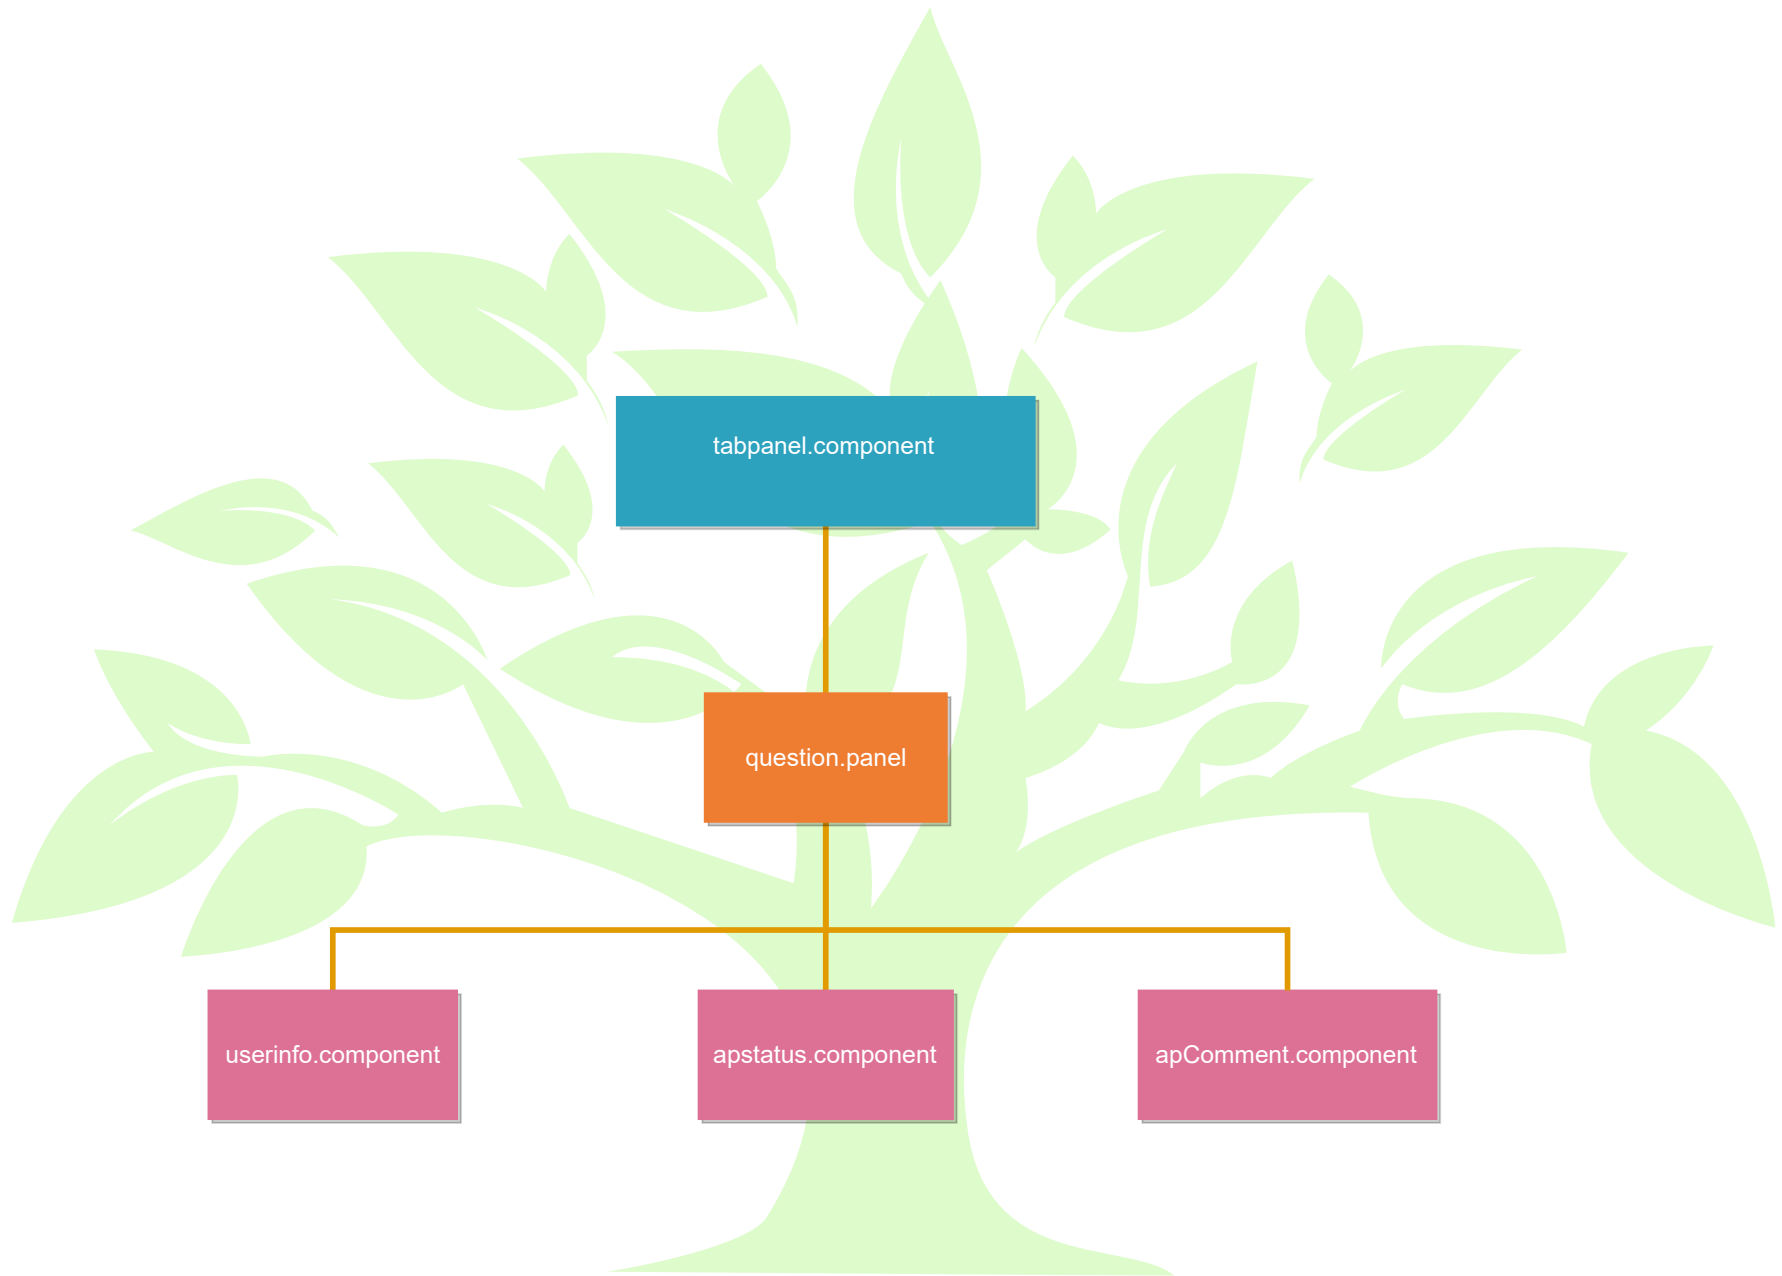 tabpanel.component
question.panel
userinfo.component
apstatus.component
apComment.component